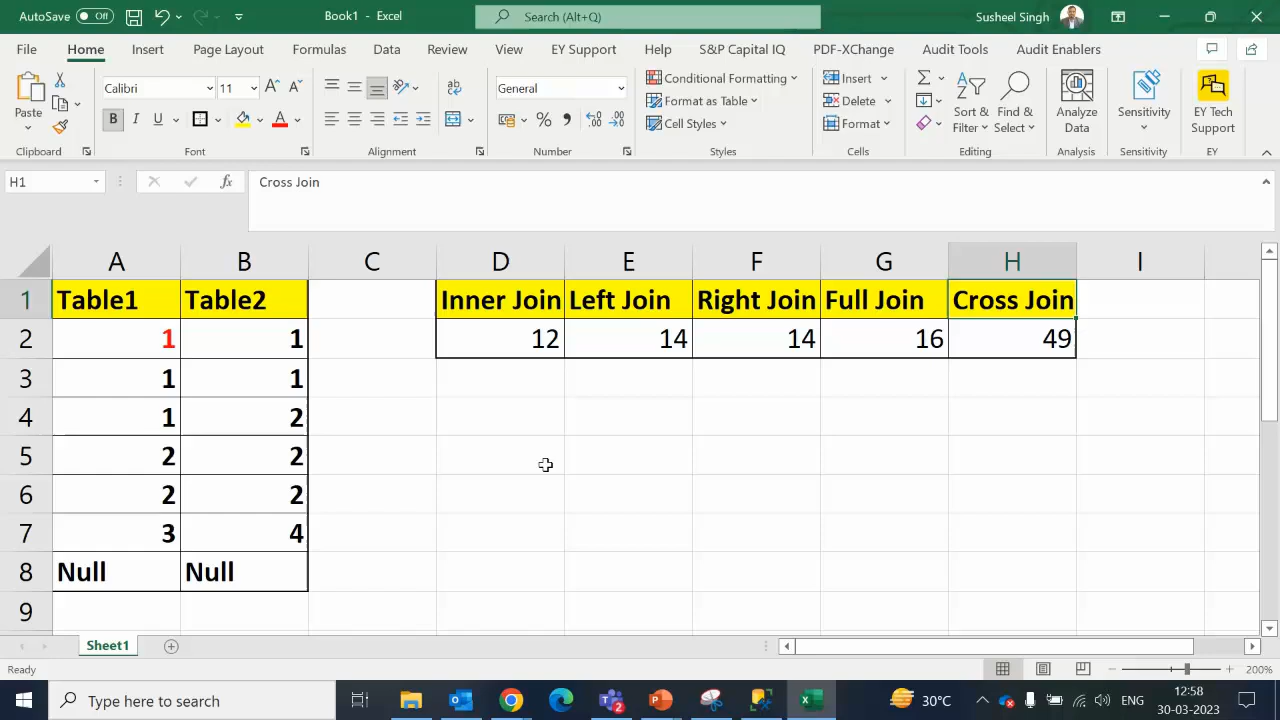 AutoSave Off Book1 - Excel Search (Alt+Q) Susheel Singh
File Home Insert Page Layout Formulas Data Review View EY Support Help S&P Capital IQ PDF-XChange Audit Tools Audit Enablers
Paste Calibri 11 General Conditional Formatting Insert Sort & Filter Find & Select Analyze Data Sensitivity EY Tech Support
B I U A % Format as Table Delete
Cell Styles Format
Clipboard Font Alignment Number Styles Cells Editing Analysis Sensitivity EY
H1 fx Cross Join
A B C D E F G H I
1 Table1 Table2 Inner Join Left Join Right Join Full Join Cross Join
2 1 1 12 14 14 16 49
3 1 1
4 1 2
5 2 2
6 2 2
7 3 4
8 Null Null
9
Sheet1
Ready 200%
Type here to search 2 30°C ENG 12:58
30-03-2023